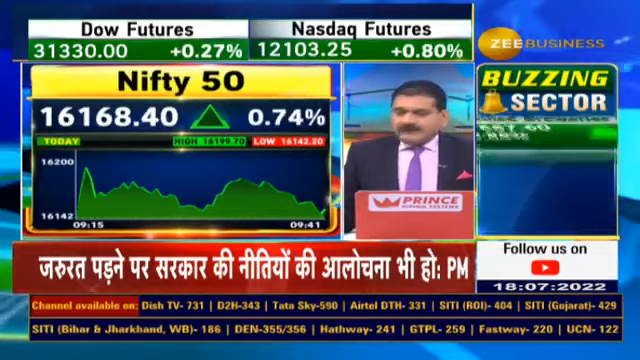 Dow Futures
31330.00 +0.27%
Nasdaq Futures
12103.25 +0.80%
ZEE BUSINESS
Nifty 50
16168.40 0.74%
TODAY HIGH 16199.70 LOW 16142.20
16200
16142
09:15 09:41
PRINCE
BUZZING
SECTOR
जरुरत पड़ने पर सरकार की नीतियों की आलोचना भी हो: PM
Follow us on
18:07:2022
Channel available on: Dish TV- 731 | D2H-343 | Tata Sky-590 | Airtel DTH- 331 | SITI (ROI)- 404 | SITI (Gujarat)- 429
SITI (Bihar & Jharkhand, WB)- 186 | DEN-355/356 | Hathway- 241 | GTPL- 259 | Fastway- 220 | UCN- 122